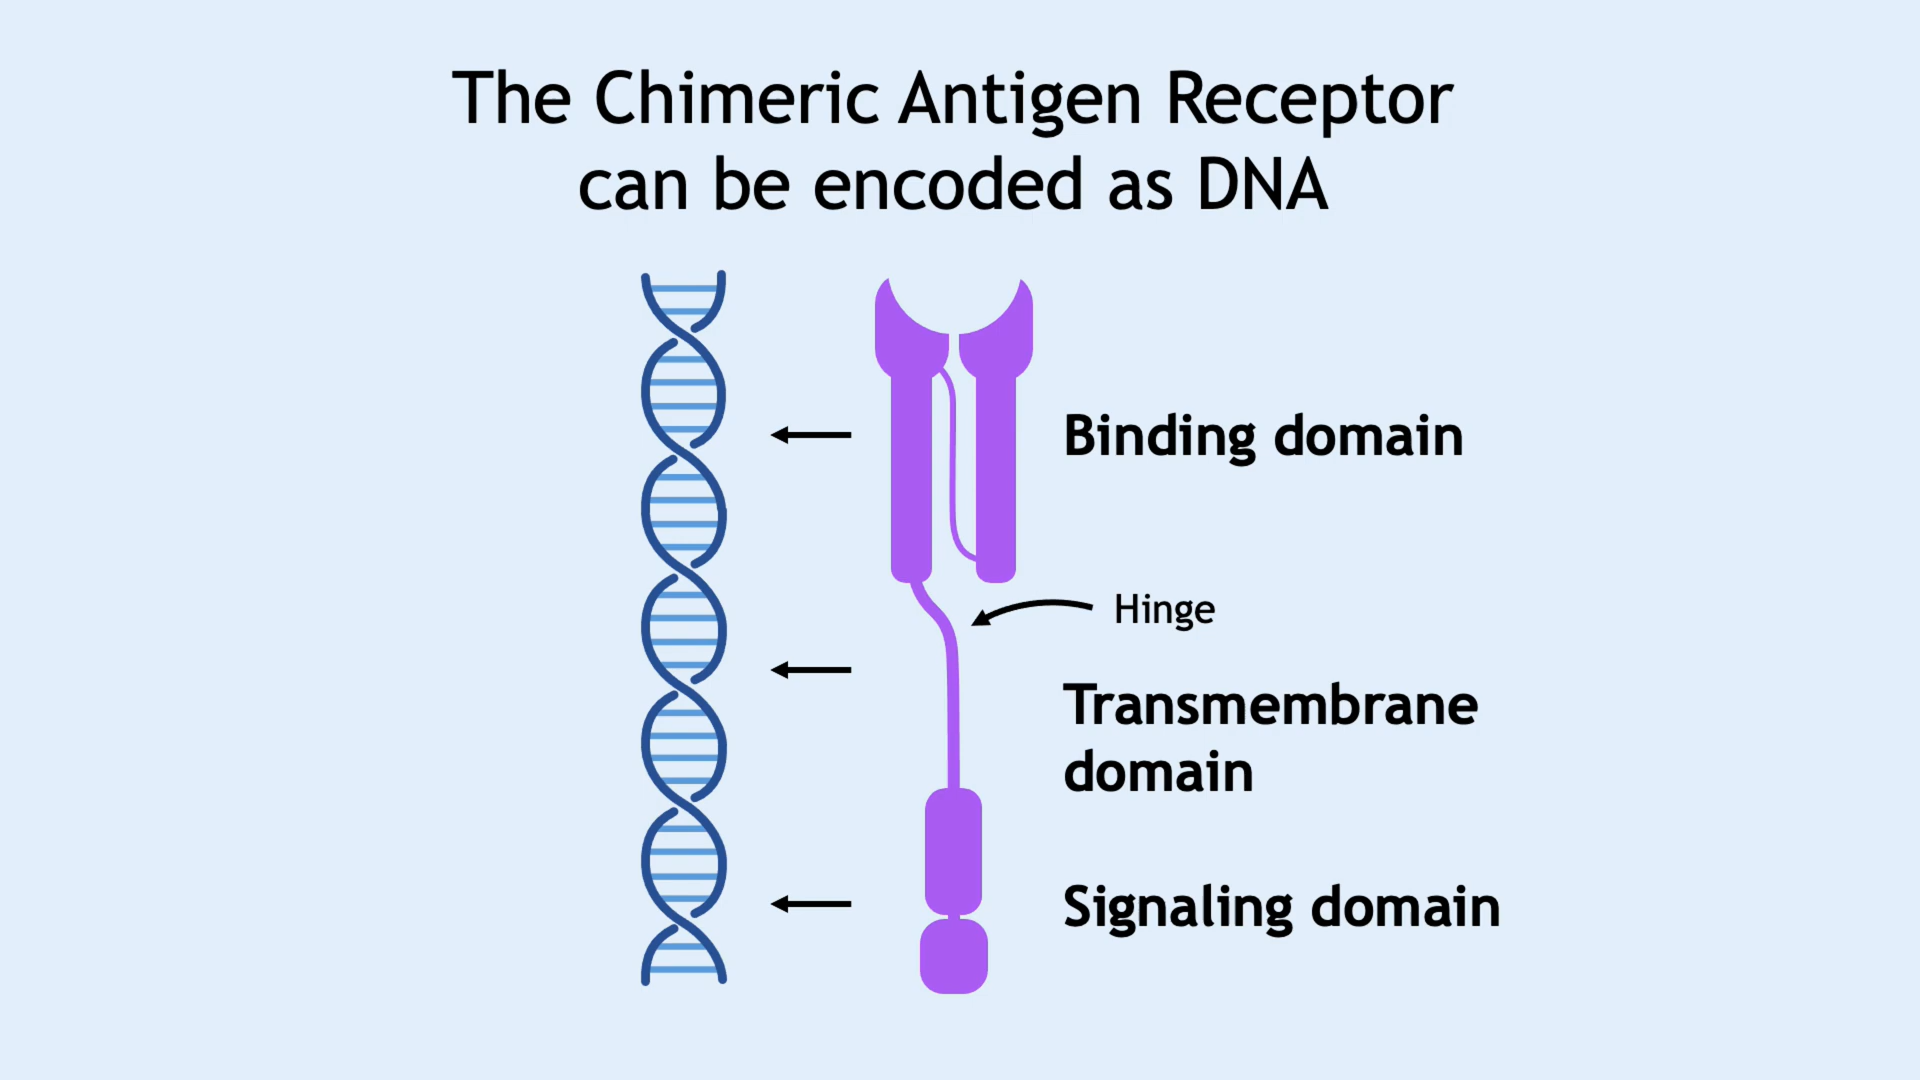 The Chimeric Antigen Receptor
can be encoded as DNA
Binding domain
Hinge
Transmembrane
domain
Signaling domain